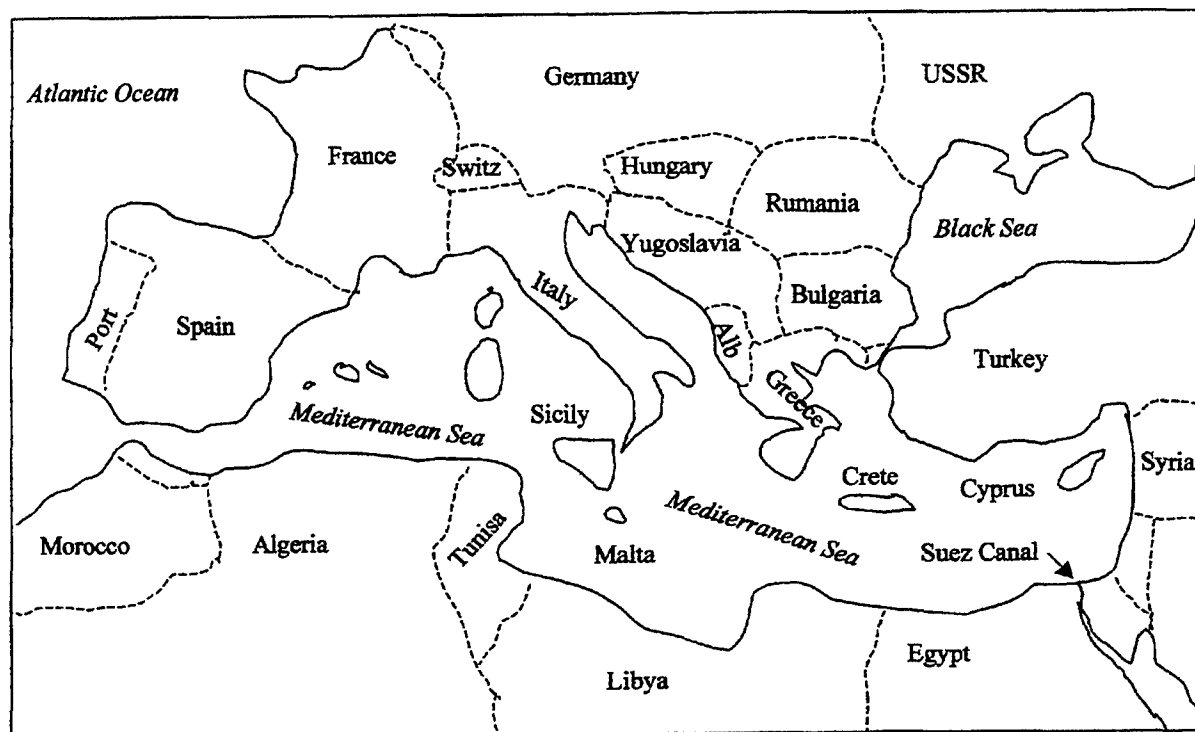 Atlantic Ocean
Germany
USSR
France
Switz
Hungary
Rumania
Black Sea
Yugoslavia
Italy
Bulgaria
Port
Spain
Alb
Turkey
Greece
Sicily
Mediterranean Sea
Crete
Cyprus
Syria
Mediterranean Sea
Morocco
Algeria
Tunisa
Malta
Suez Canal
Egypt
Libya